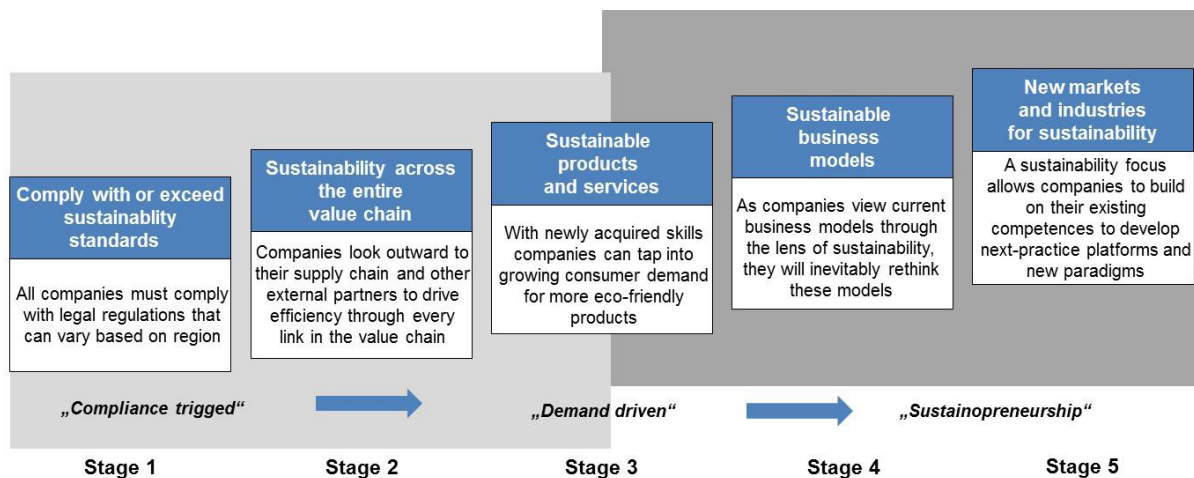 Comply with or exceed
sustainablity
standards
All companies must comply
with legal regulations that
can vary based on region
Sustainability across
the entire
value chain
Companies look outward to
their supply chain and other
external partners to drive
efficiency through every
link in the value chain
Sustainable
products
and services
With newly acquired skills
companies can tap into
growing consumer demand
for more eco-friendly
products
Sustainable
business
models
As companies view current
business models through
the lens of sustainability,
they will inevitably rethink
these models
New markets
and industries
for sustainability
A sustainability focus
allows companies to build
on their existing
competences to develop
next-practice platforms and
new paradigms
„Compliance trigged“
„Demand driven“
„Sustainopreneurship“
Stage 1
Stage 2
Stage 3
Stage 4
Stage 5